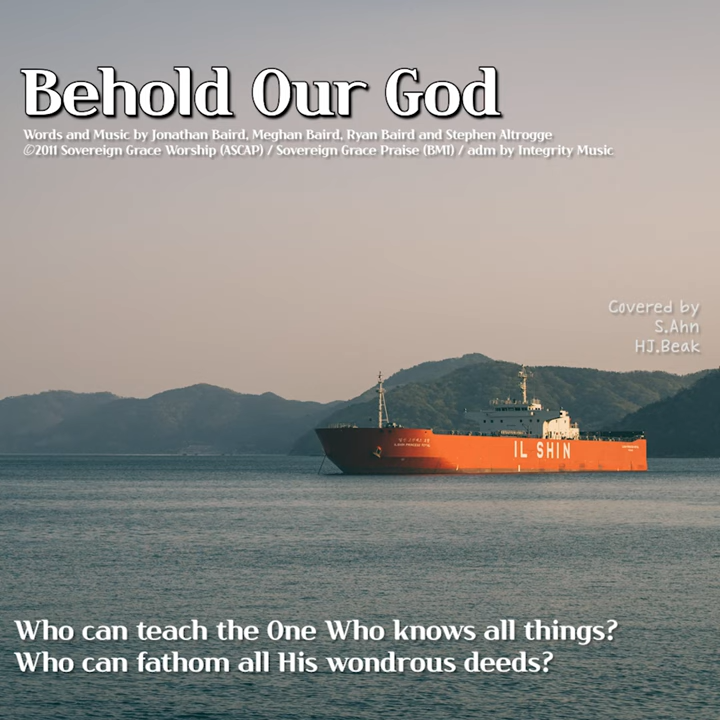 Behold Our God
Words and Music by Jonathan Baird, Meghan Baird, Ryan Baird and Stephen Altrogge
©2011 Sovereign Grace Worship (ASCAP) / Sovereign Grace Praise (BMI) / adm by Integrity Music
Covered by
S.Ahn
HJ.Beak
IL SHIN
Who can teach the One Who knows all things?
Who can fathom all His wondrous deeds?